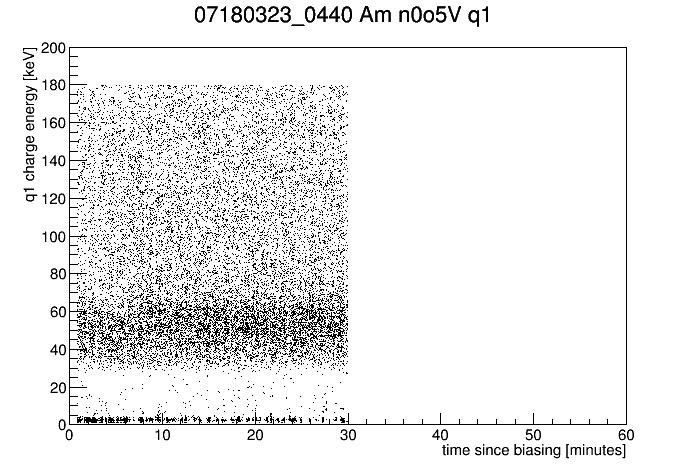 07180323_0440 Am n0o5V q1
q1 charge energy [keV]
200
180
160
140
120
100
80
60
40
20
0
0 10 20 30 40 50 60
time since biasing [minutes]